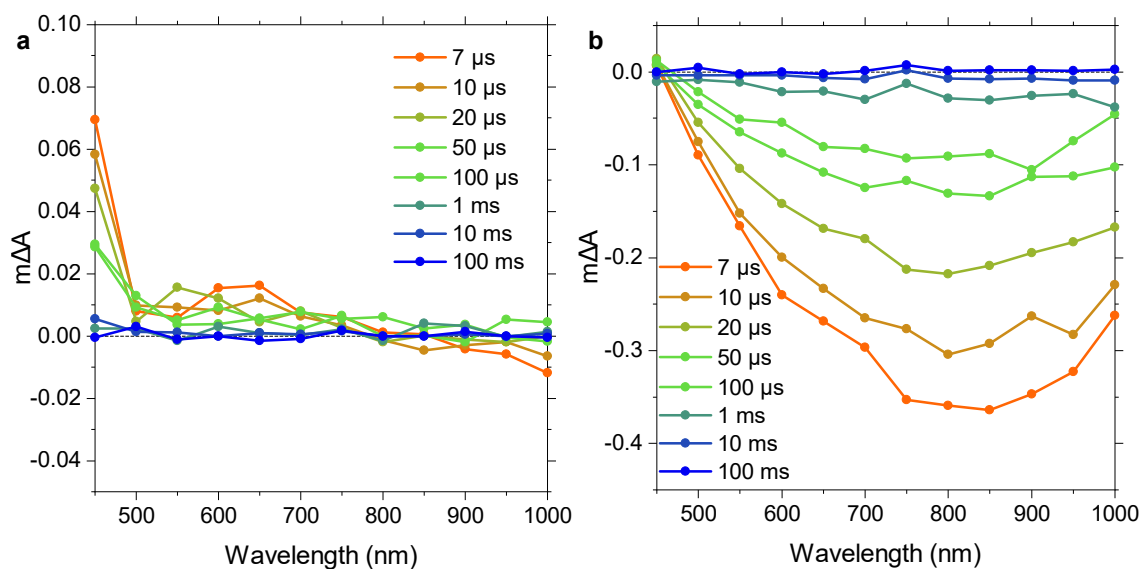 a
0.10
0.08
0.06
0.04
0.02
0.00
-0.02
-0.04
mΔA
7 µs
10 µs
20 µs
50 µs
100 µs
1 ms
10 ms
100 ms
500 600 700 800 900 1000
Wavelength (nm)
b
0.0
-0.1
-0.2
-0.3
-0.4
mΔA
7 µs
10 µs
20 µs
50 µs
100 µs
1 ms
10 ms
100 ms
500 600 700 800 900 1000
Wavelength (nm)